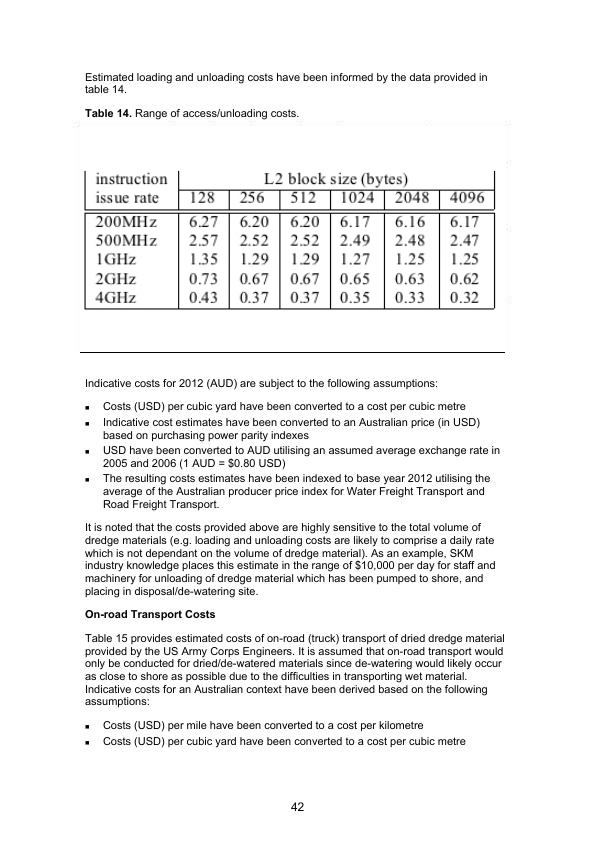 Estimated loading and unloading costs have been informed by the data provided in
table 14.
Table 14. Range of access/unloading costs.
instruction L2 block size (bytes)
issue rate 128 256 512 1024 2048 4096
200MHz 6.27 6.20 6.20 6.17 6.16 6.17
500MHz 2.57 2.52 2.52 2.49 2.48 2.47
1GHz 1.35 1.29 1.29 1.27 1.25 1.25
2GHz 0.73 0.67 0.67 0.65 0.63 0.62
4GHz 0.43 0.37 0.37 0.35 0.33 0.32
Indicative costs for 2012 (AUD) are subject to the following assumptions:
▪ Costs (USD) per cubic yard have been converted to a cost per cubic metre
▪ Indicative cost estimates have been converted to an Australian price (in USD)
based on purchasing power parity indexes
▪ USD have been converted to AUD utilising an assumed average exchange rate in
2005 and 2006 (1 AUD = $0.80 USD)
▪ The resulting costs estimates have been indexed to base year 2012 utilising the
average of the Australian producer price index for Water Freight Transport and
Road Freight Transport.
It is noted that the costs provided above are highly sensitive to the total volume of
dredge materials (e.g. loading and unloading costs are likely to comprise a daily rate
which is not dependant on the volume of dredge material). As an example, SKM
industry knowledge places this estimate in the range of $10,000 per day for staff and
machinery for unloading of dredge material which has been pumped to shore, and
placing in disposal/de-watering site.
On-road Transport Costs
Table 15 provides estimated costs of on-road (truck) transport of dried dredge material
provided by the US Army Corps Engineers. It is assumed that on-road transport would
only be conducted for dried/de-watered materials since de-watering would likely occur
as close to shore as possible due to the difficulties in transporting wet material.
Indicative costs for an Australian context have been derived based on the following
assumptions:
▪ Costs (USD) per mile have been converted to a cost per kilometre
▪ Costs (USD) per cubic yard have been converted to a cost per cubic metre
42